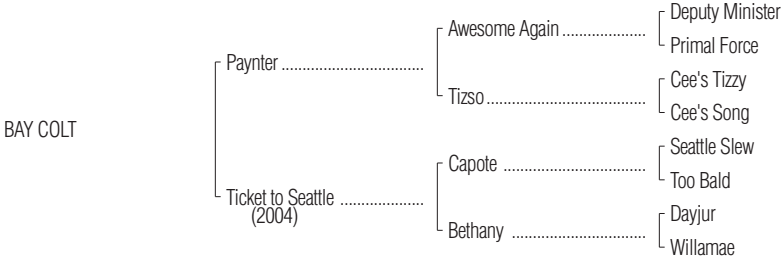 Deputy Minister
Awesome Again ....................
Primal Force
Paynter .................................
Cee's Tizzy
Tizso .....................................
Cee's Song
BAY COLT
Seattle Slew
Capote .................................
Too Bald
Ticket to Seattle ...................
(2004)
Dayjur
Bethany ...............................
Willamae